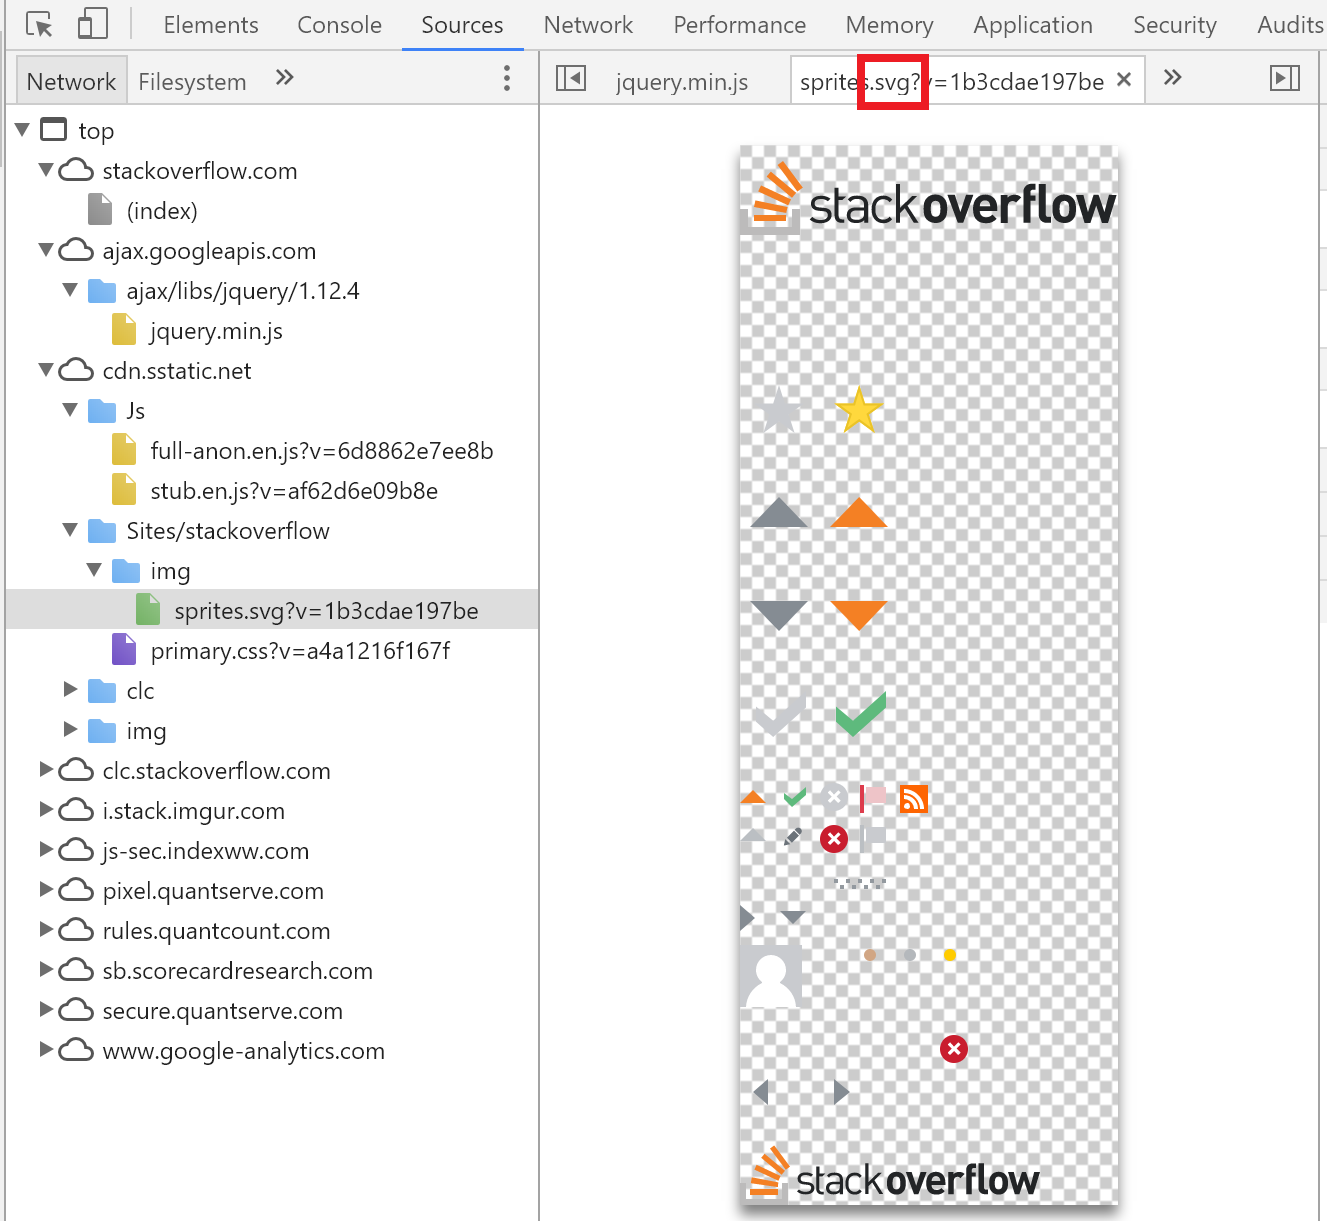 Elements Console Sources Network Performance Memory Application Security Audits
Network Filesystem
jquery.min.js sprites.svg?v=1b3cdae197be
top
stackoverflow.com
(index)
ajax.googleapis.com
ajax/libs/jquery/1.12.4
jquery.min.js
cdn.sstatic.net
Js
full-anon.en.js?v=6d8862e7ee8b
stub.en.js?v=af62d6e09b8e
Sites/stackoverflow
img
sprites.svg?v=1b3cdae197be
primary.css?v=a4a1216f167f
clc
img
clc.stackoverflow.com
i.stack.imgur.com
js-sec.indexww.com
pixel.quantserve.com
rules.quantcount.com
sb.scorecardresearch.com
secure.quantserve.com
www.google-analytics.com
stackoverflow
stackoverflow